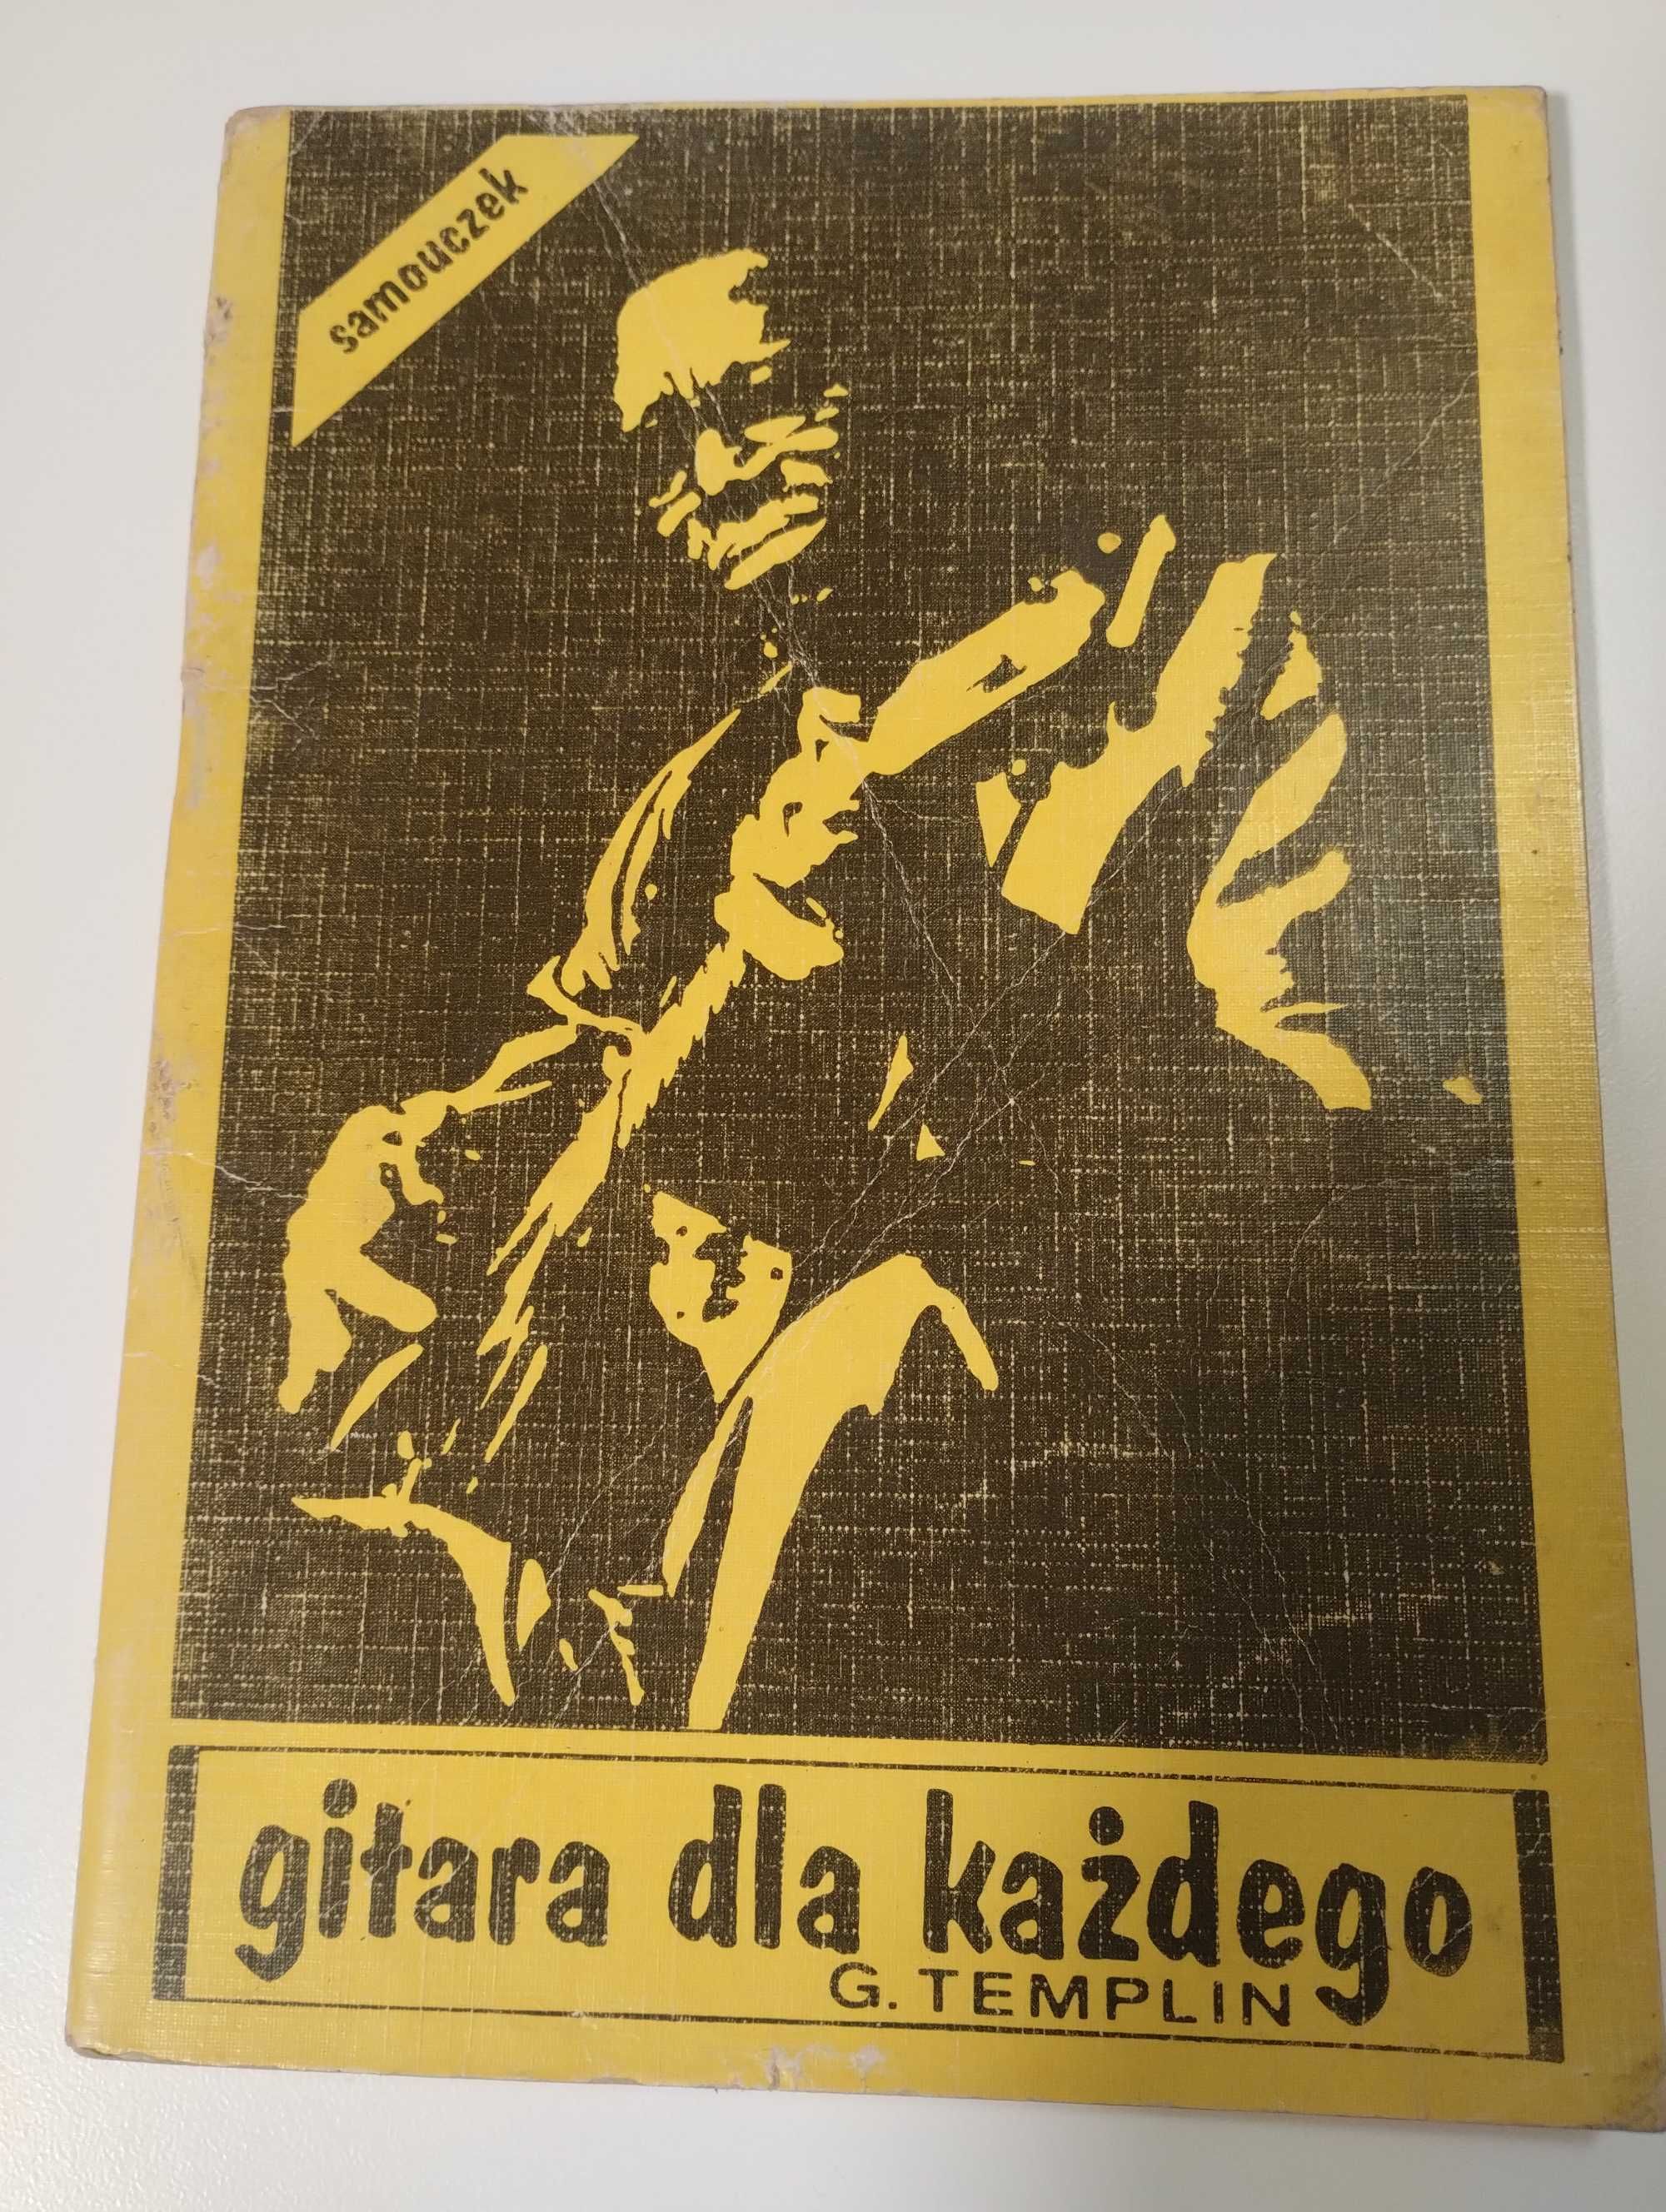 samouczek
gitara dla każdego
G. TEMPLIN